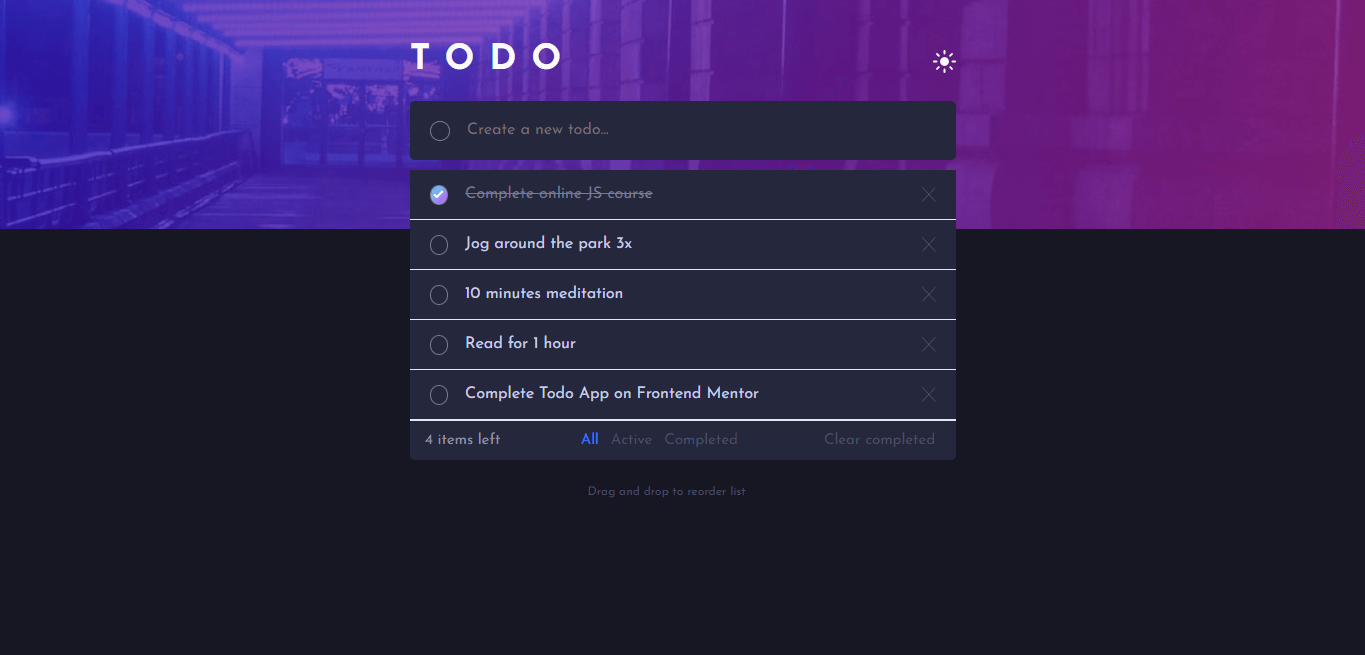 TODO
Create a new todo...
Complete online JS course
Jog around the park 3x
10 minutes meditation
Read for 1 hour
Complete Todo App on Frontend Mentor
4 items left All Active Completed Clear completed
Drag and drop to reorder list